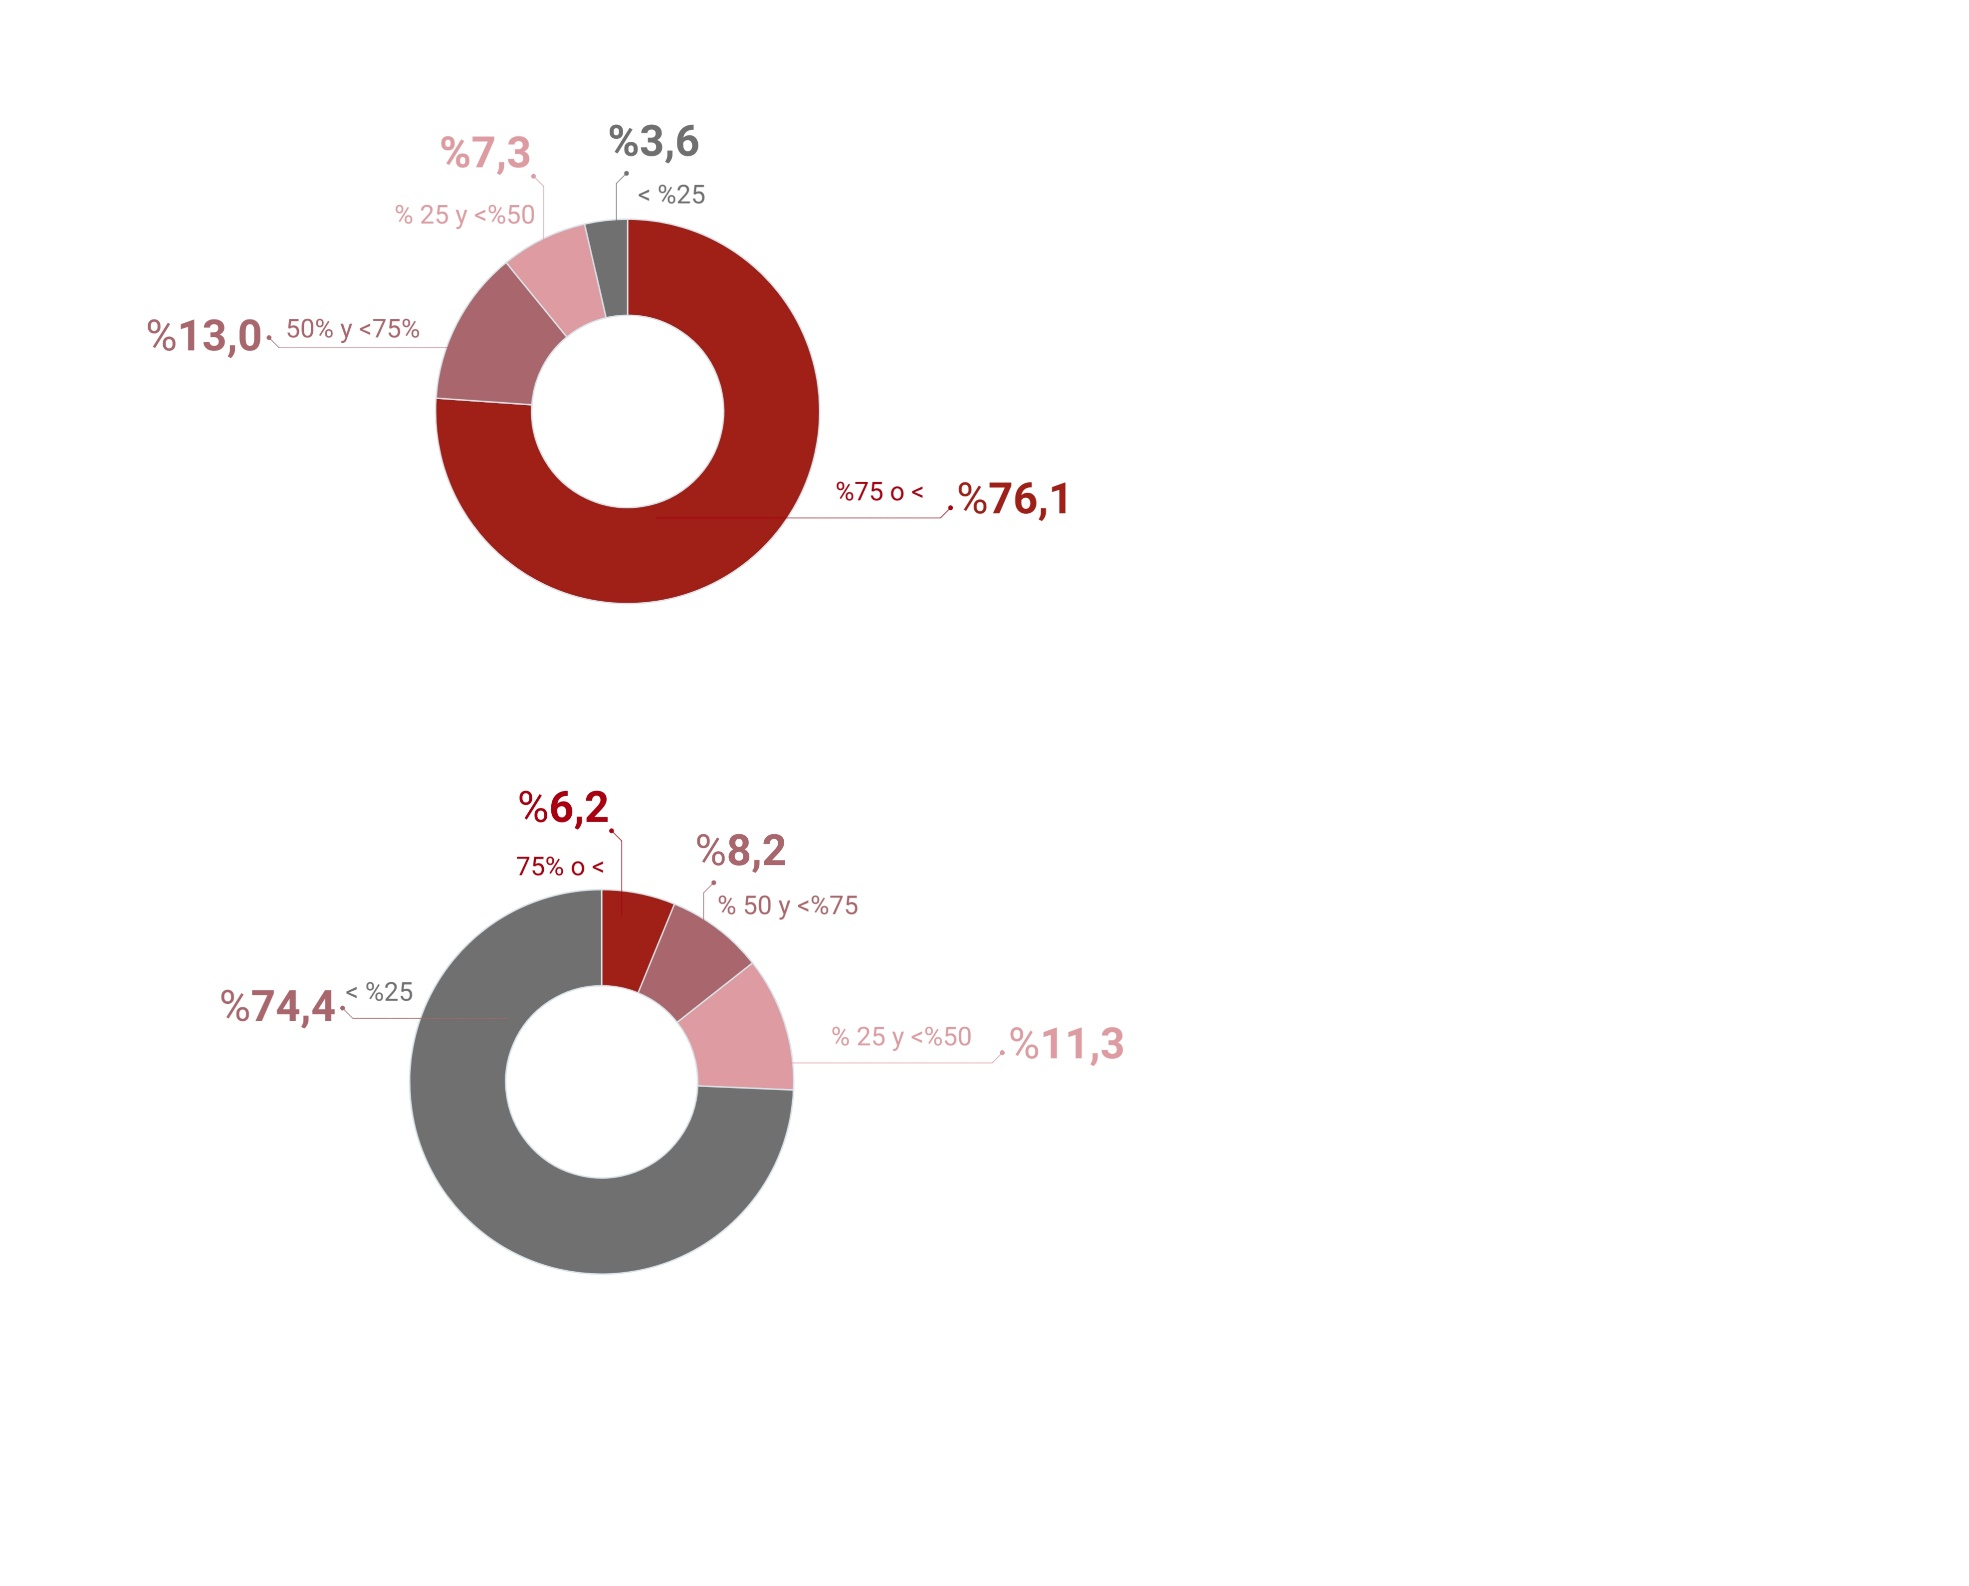 %3,6
%7,3
< %25
% 25 y <%50
%13,0
50% y <75%
%75 o <
%76,1
%6,2
%8,2
75% o <
% 50 y <%75
< %25
%74,4
% 25 y <%50
%11,3